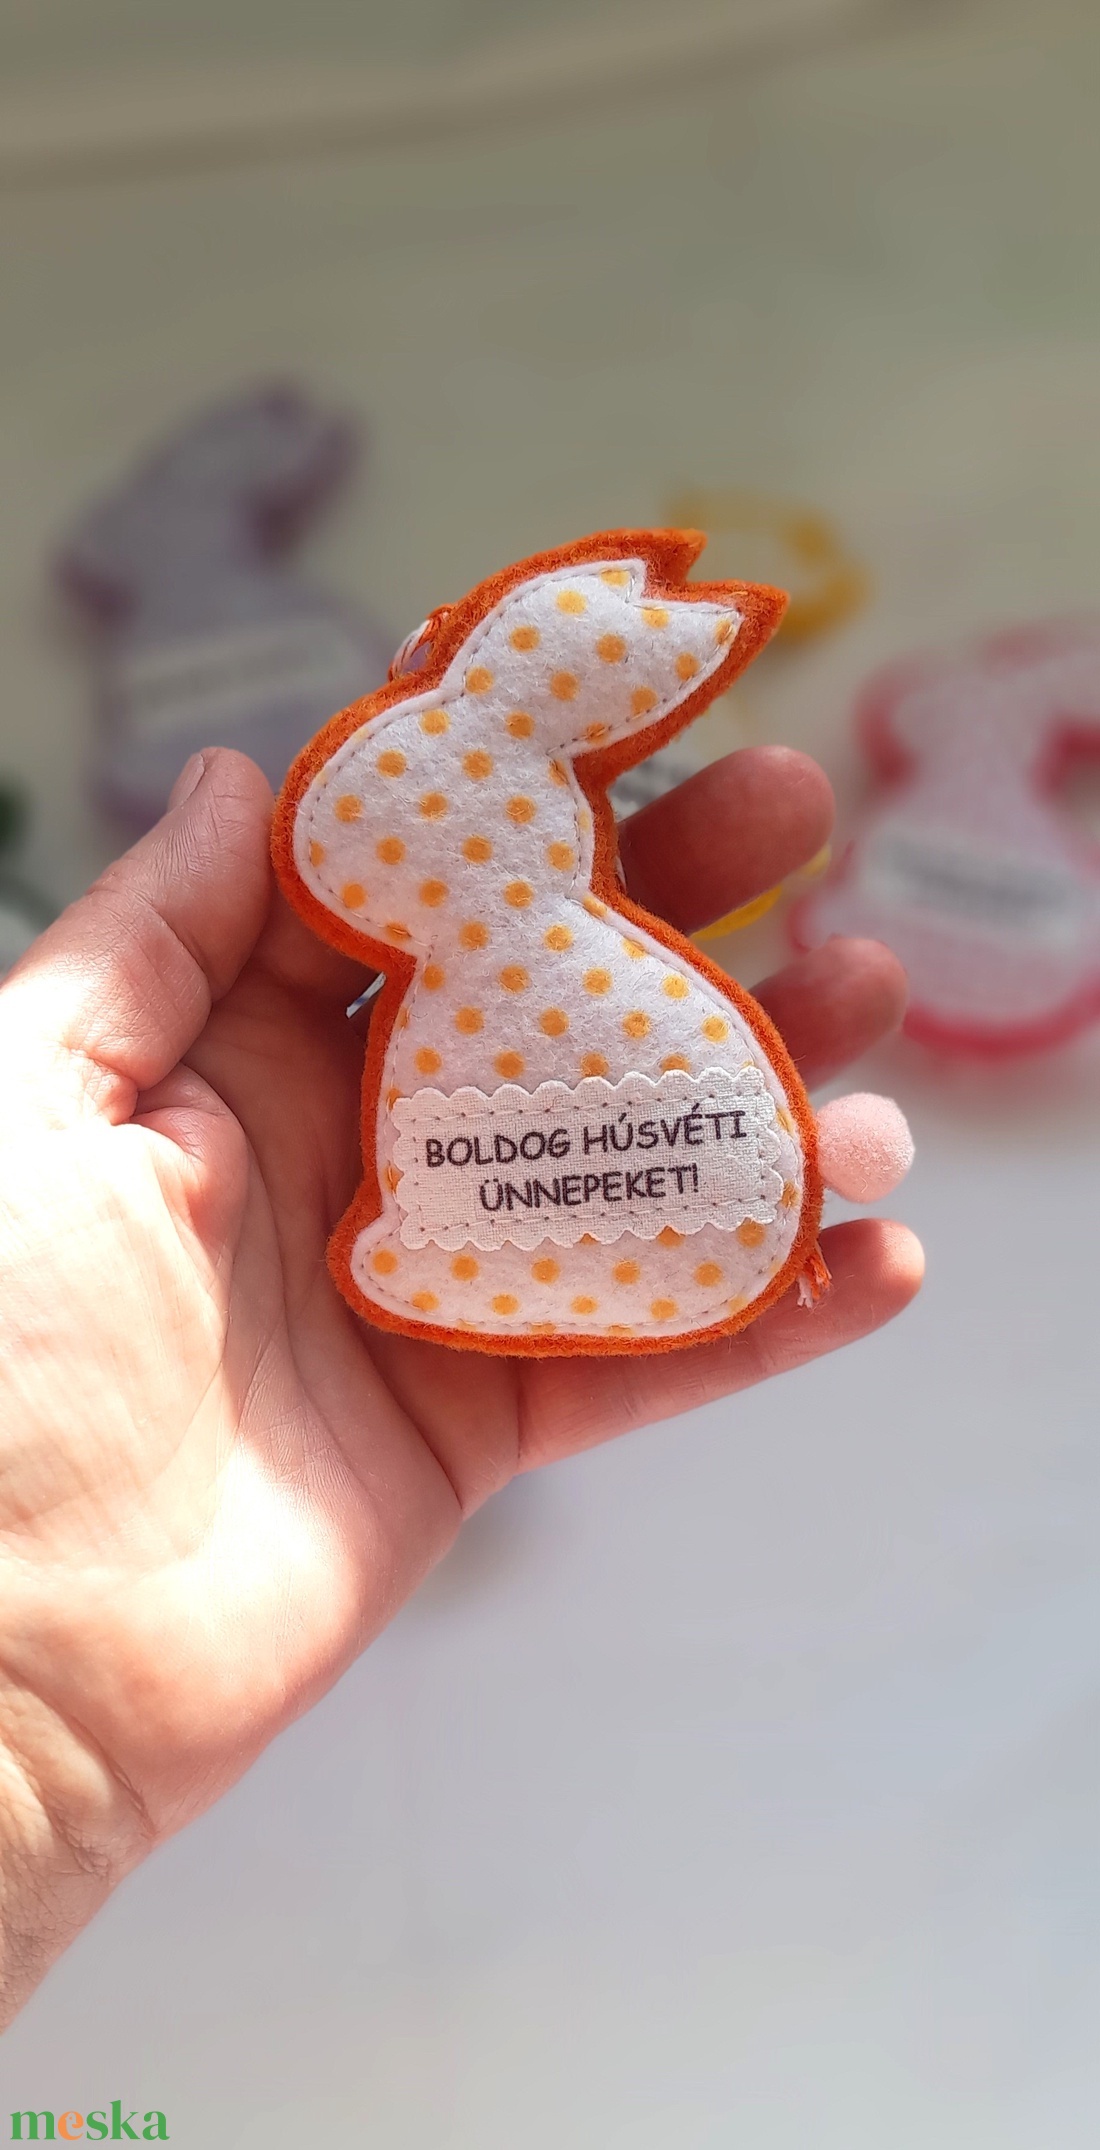 BOLDOG HÚSVÉTI
ÜNNEPEKET!
meska